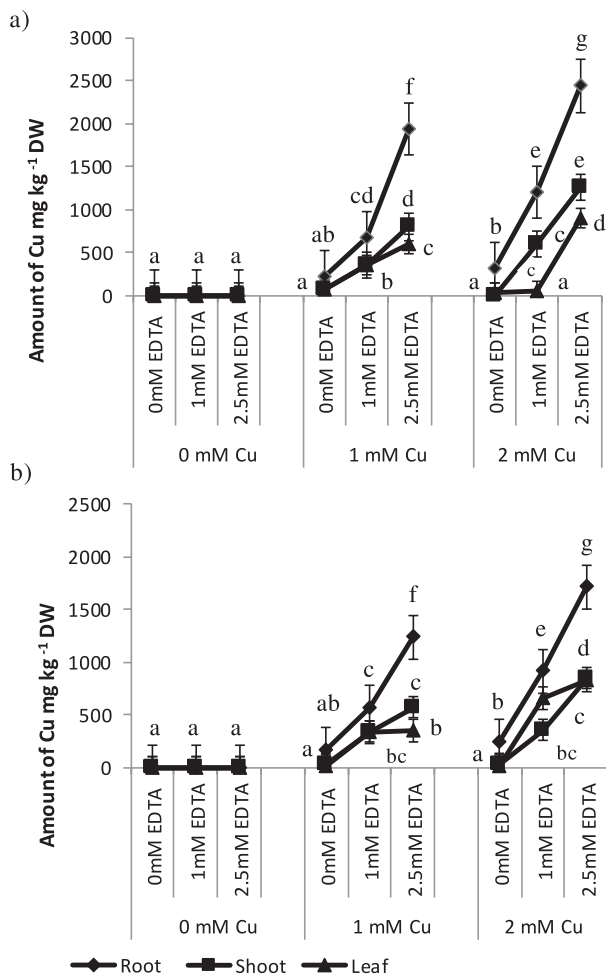 a)
Amount of Cu mg kg⁻¹ DW
3000
2500
2000
1500
1000
500
0
a a a
ab cd f
a b d c
b e g
c c e
a d
0mM EDTA 1mM EDTA 2.5mM EDTA 0mM EDTA 1mM EDTA 2.5mM EDTA 0mM EDTA 1mM EDTA 2.5mM EDTA
0 mM Cu 1 mM Cu 2 mM Cu
b)
Amount of Cu mg kg⁻¹ DW
2500
2000
1500
1000
500
0
a a a
ab c f
a bc c b
b e g
a bc d c
0mM EDTA 1mM EDTA 2.5mM EDTA 0mM EDTA 1mM EDTA 2.5mM EDTA 0mM EDTA 1mM EDTA 2.5mM EDTA
0 mM Cu 1 mM Cu 2 mM Cu
Root Shoot Leaf